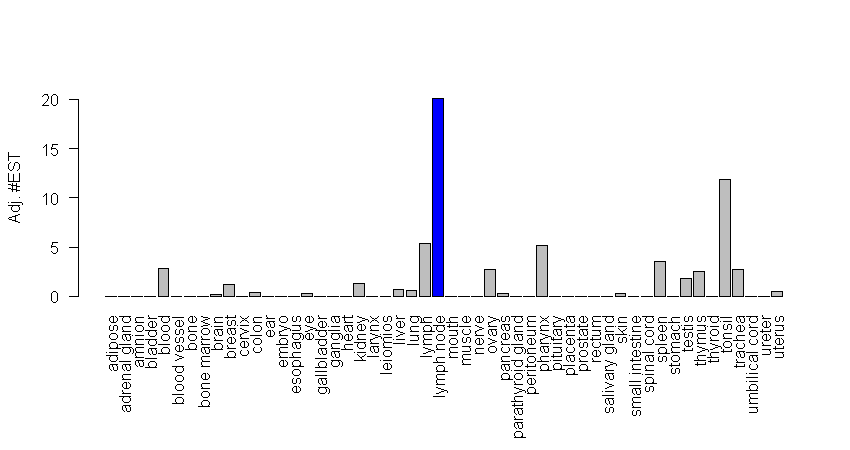 Adj. #EST
20
15
10
5
0
adipose
adrenal gland
amnion
bladder
blood
blood vessel
bone
bone marrow
brain
breast
cervix
colon
ear
embryo
esophagus
eye
gallbladder
ganglia
heart
kidney
larynx
leiomios
liver
lung
lymph
lymph node
mouth
muscle
nerve
ovary
pancreas
parathyroid gland
peritoneum
pharynx
pituitary
placenta
prostate
rectum
salivary gland
skin
small intestine
spinal cord
spleen
stomach
testis
thymus
thyroid
tonsil
trachea
umbilical cord
ureter
uterus